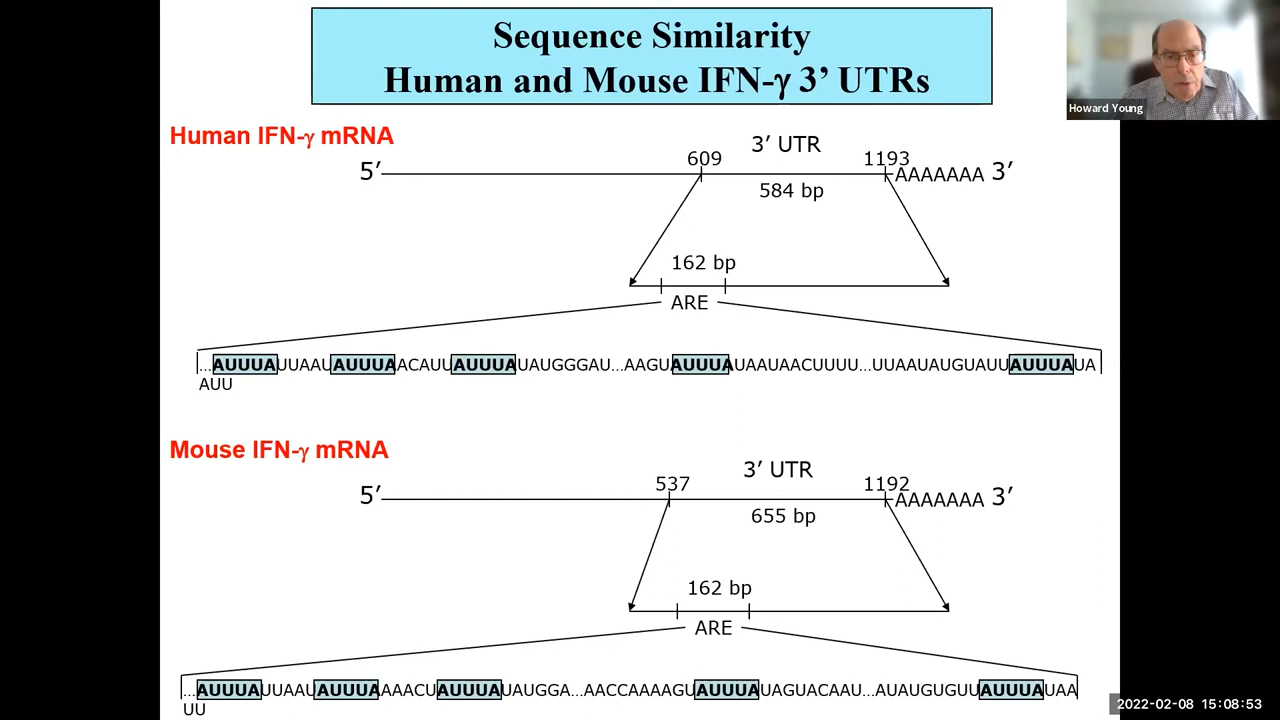 Sequence Similarity
Human and Mouse IFN-γ 3’ UTRs
Howard Young
Human IFN-γ mRNA
3’ UTR
609 1193
5’ AAAAAAA 3’
584 bp
162 bp
ARE
...AUUUAUUAAUAUUUAACAUUAUUUAUAUGGGAU...AAGUAUUUAUAAUAACUUUU...UUAAUAUGUAUUAUUUAUA
AUU
Mouse IFN-γ mRNA
3’ UTR
537 1192
5’ AAAAAAA 3’
655 bp
162 bp
ARE
...AUUUAUUAAUAUUUAAAACUAUUUAUAUGGA...AACCAAAAGUAUUUAUAGUACAAU...AUAUGUGUUAUUUAUAA
UU
2022-02-08 15:08:53